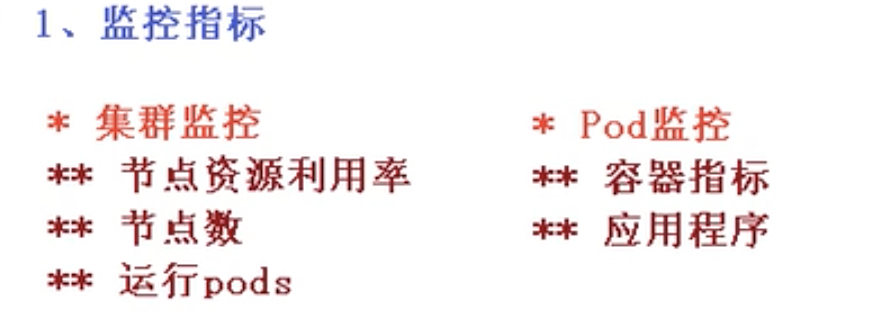 1、监控指标
* 集群监控
** 节点资源利用率
** 节点数
** 运行pods
* Pod监控
** 容器指标
** 应用程序